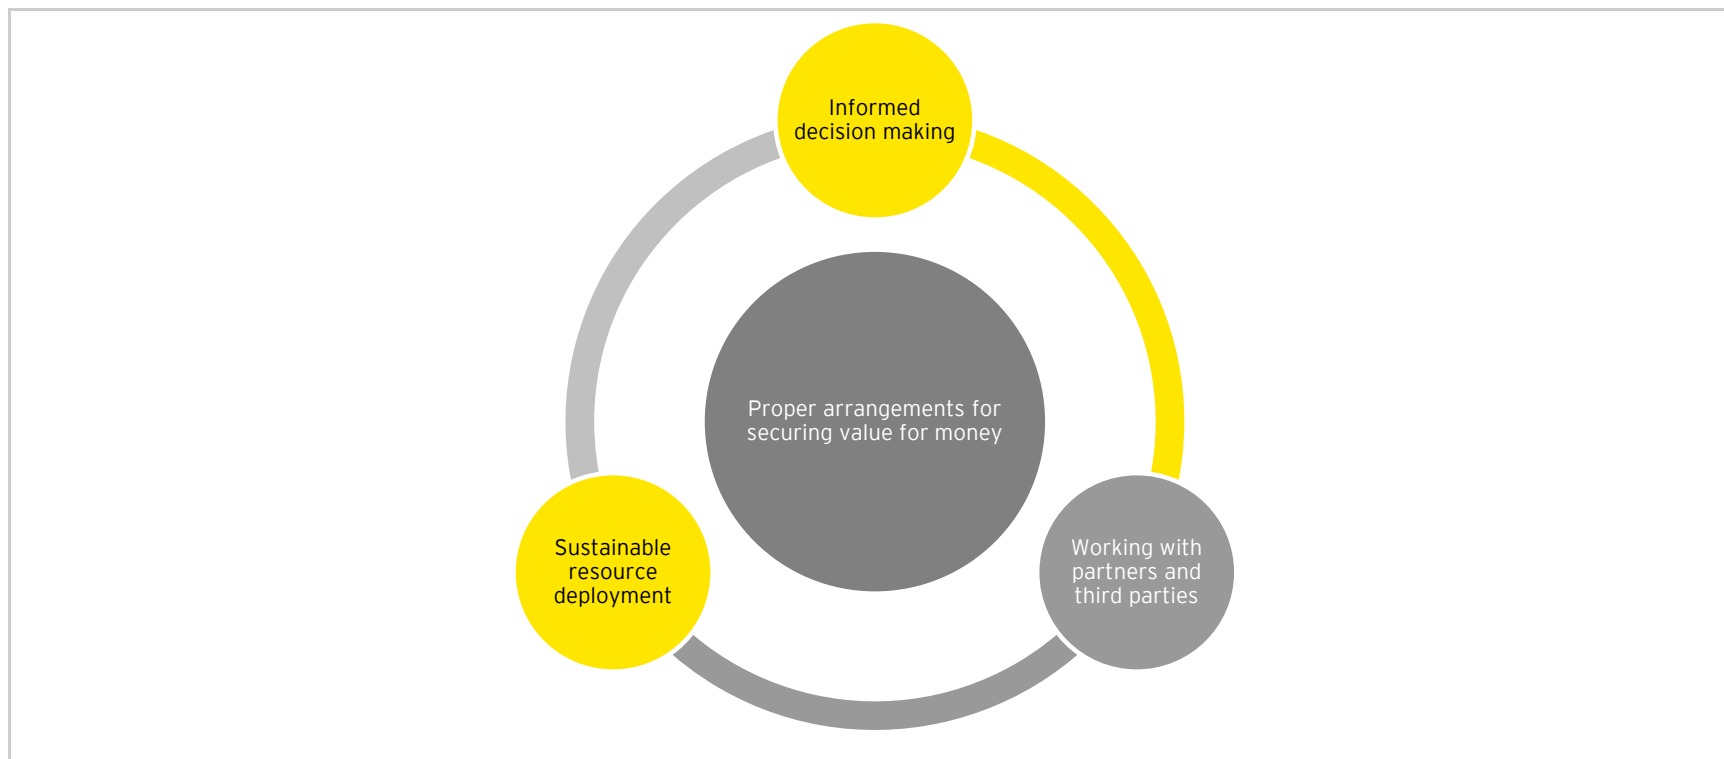 Informed
decision making
Proper arrangements for
securing value for money
Sustainable
resource
deployment
Working with
partners and
third parties